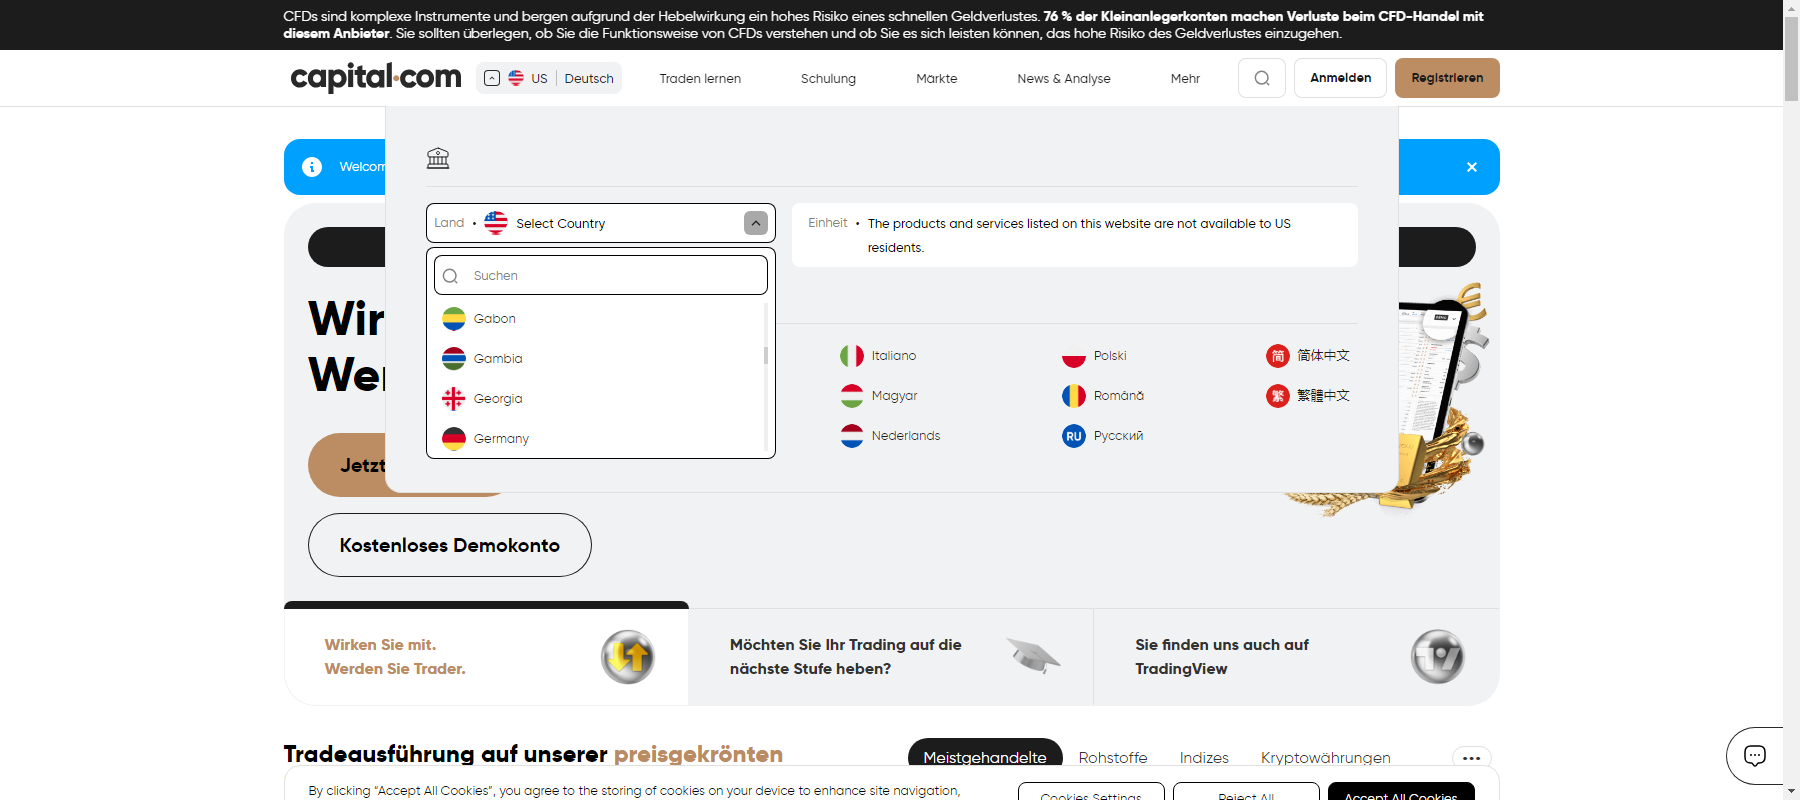 CFDs sind komplexe Instrumente und bergen aufgrund der Hebelwirkung ein hohes Risiko eines schnellen Geldverlustes. 76 % der Kleinanlegerkonten machen Verluste beim CFD-Handel mit
diesem Anbieter. Sie sollten überlegen, ob Sie die Funktionsweise von CFDs verstehen und ob Sie es sich leisten können, das hohe Risiko des Geldverlustes einzugehen.
capital.com
US Deutsch
Traden lernen
Schulung
Märkte
News & Analyse
Mehr
Anmelden
Registrieren
Welcom
Land • Select Country
Einheit • The products and services listed on this website are not available to US
residents.
Suchen
Gabon
Gambia
Georgia
Germany
Italiano
Magyar
Nederlands
Polski
Română
RU Русский
简 简体中文
繁 繁體中文
Wir
Wer
Jetzt
Kostenloses Demokonto
Wirken Sie mit.
Werden Sie Trader.
Möchten Sie Ihr Trading auf die
nächste Stufe heben?
Sie finden uns auch auf
TradingView
Tradeausführung auf unserer preisgekrönten
Meistgehandelte
Rohstoffe
Indizes
Kryptowährungen
By clicking “Accept All Cookies”, you agree to the storing of cookies on your device to enhance site navigation,
Cookies Settings
Reject All
Accept All Cookies